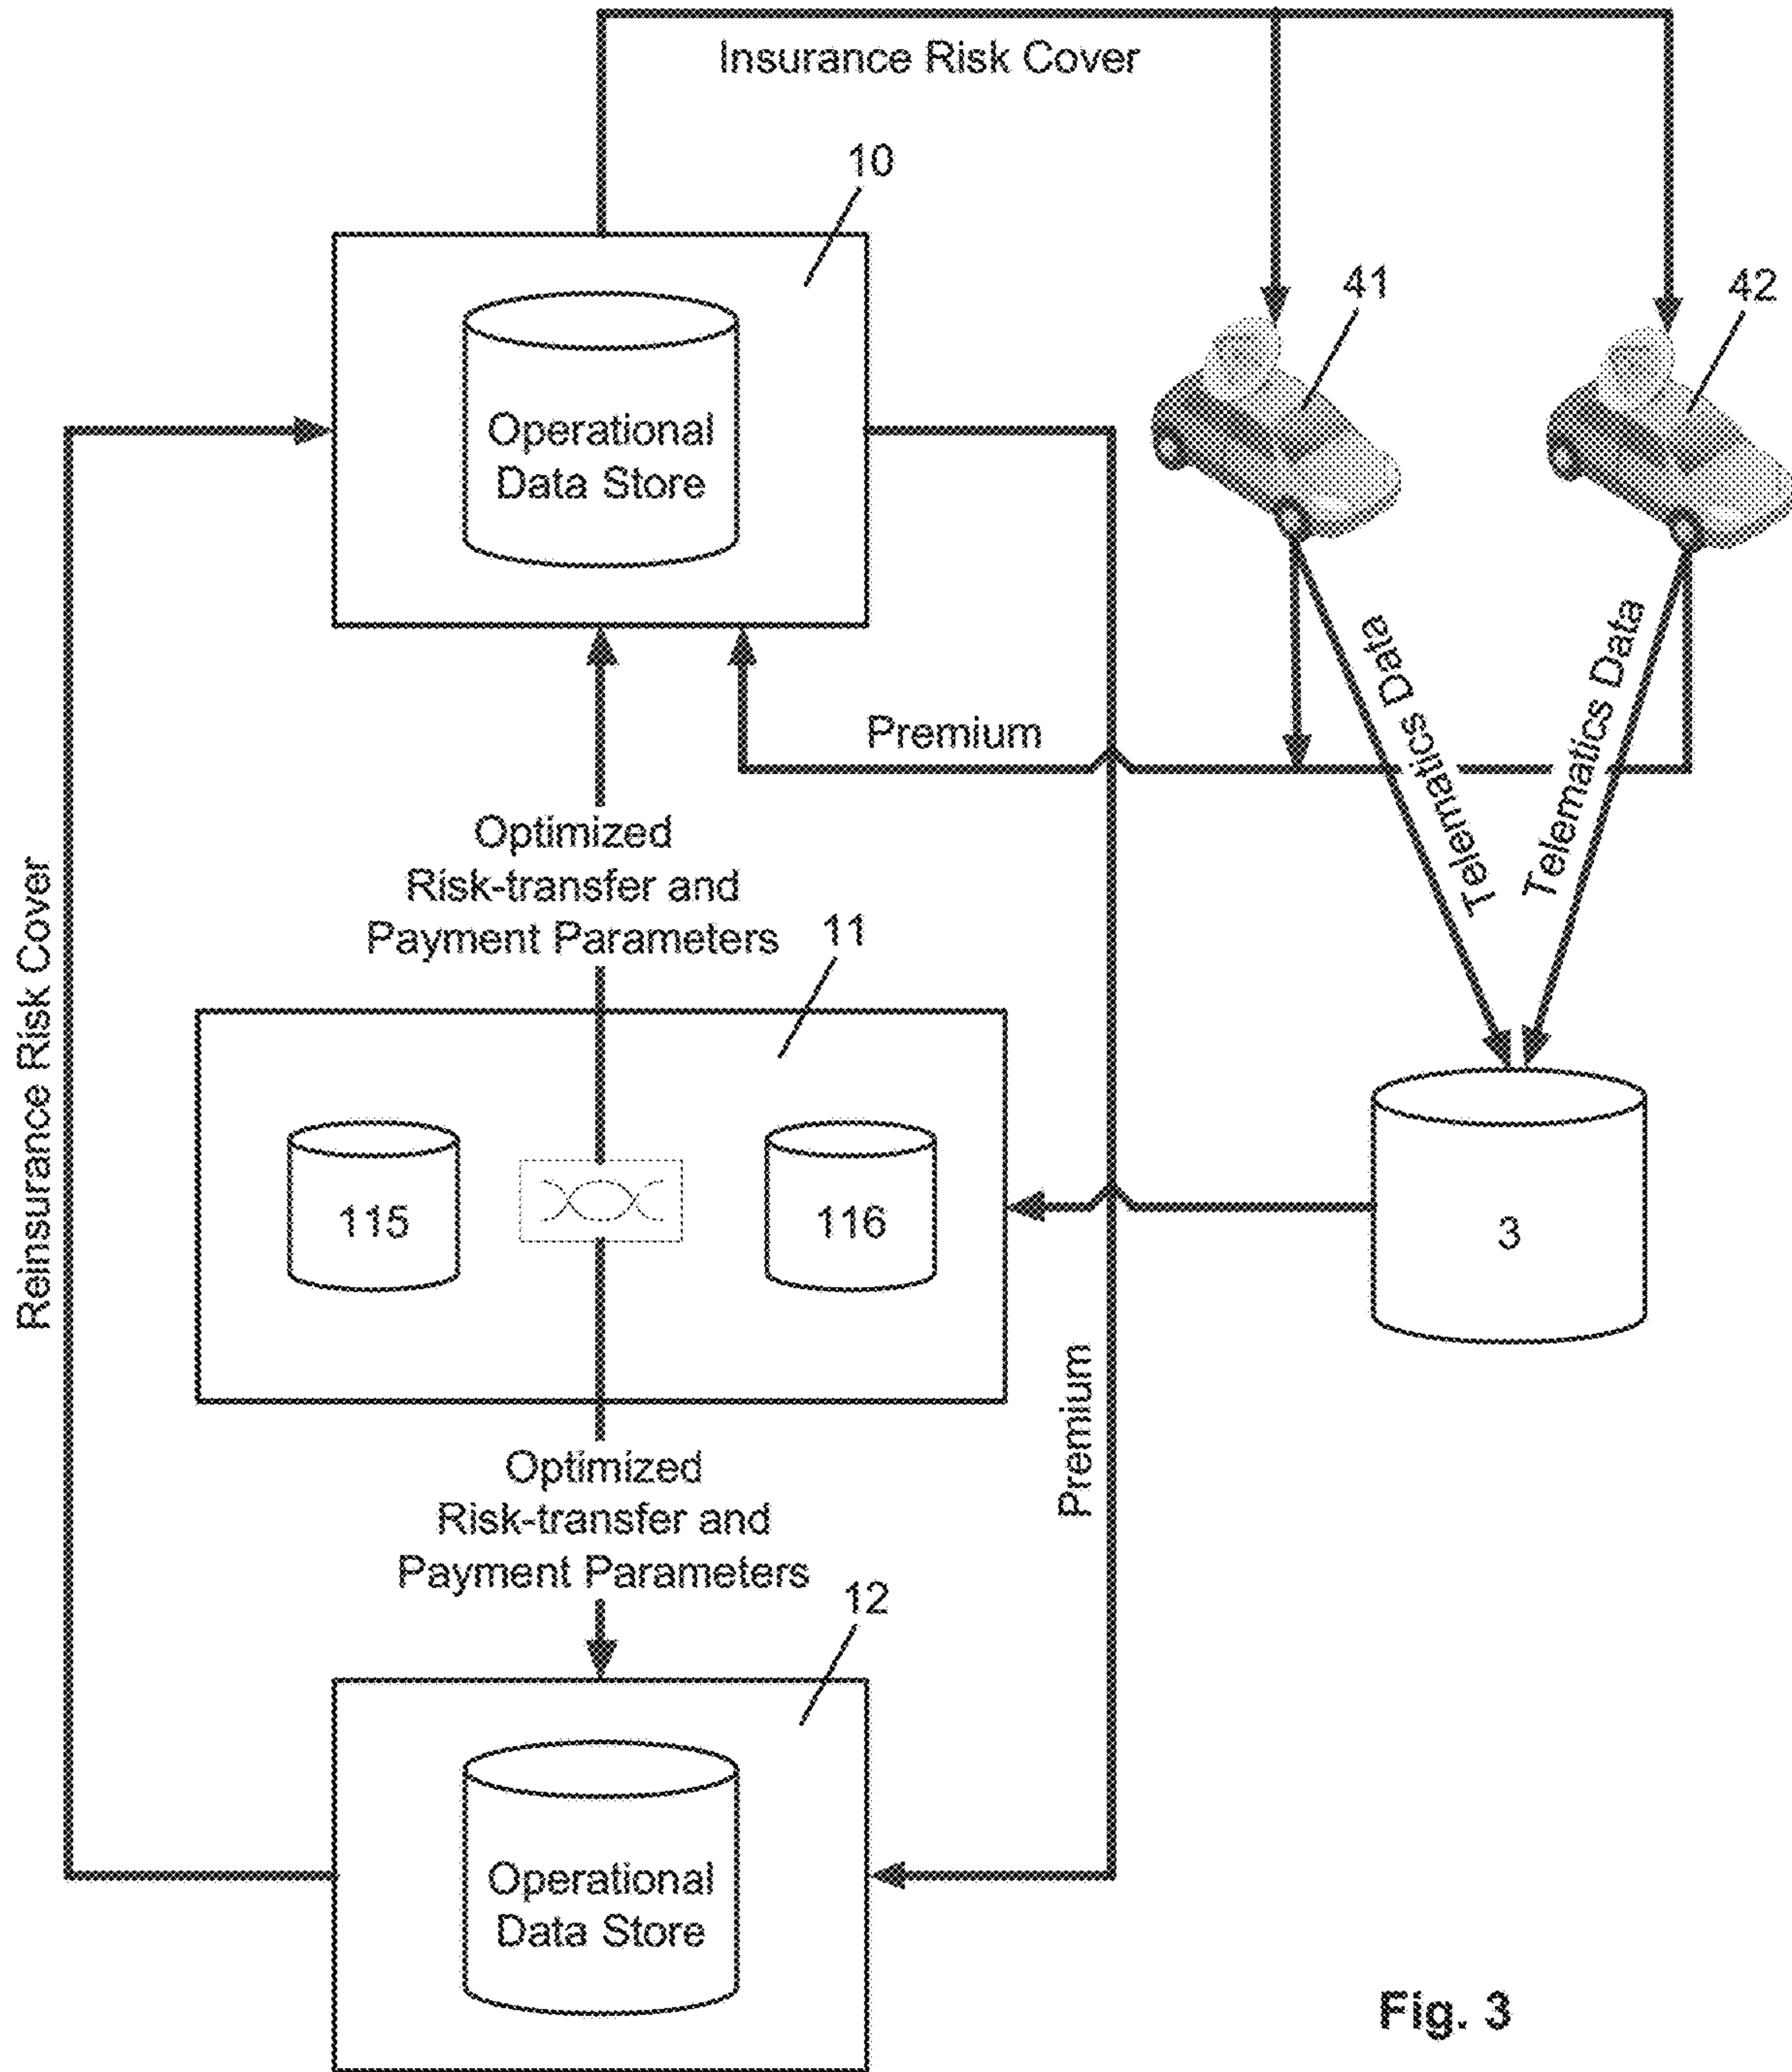 Insurance Risk Cover
10
41
42
Operational
Data Store
Premium
Telematics Data
Telematics Data
Optimized
Risk-transfer and
Payment Parameters
11
Reinsurance Risk Cover
115
116
3
Premium
Optimized
Risk-transfer and
Payment Parameters
12
Operational
Data Store
Fig. 3